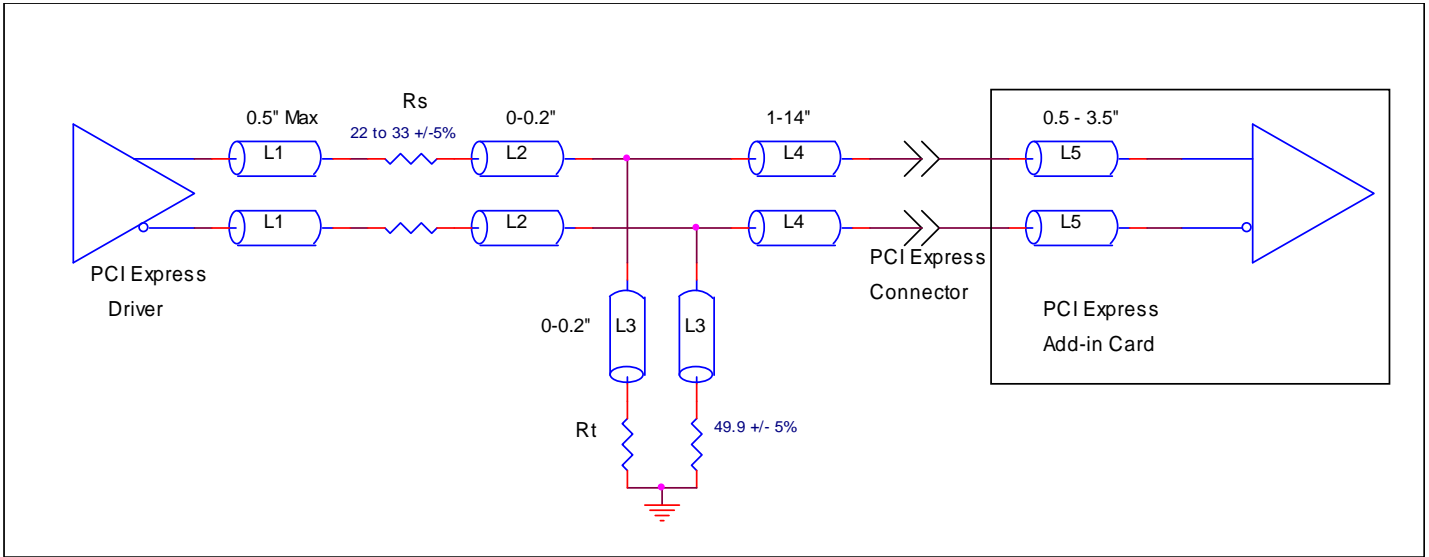 Rs
0.5" Max
22 to 33 +/-5%
0-0.2"
1-14"
0.5 - 3.5"
L1
L2
L4
L5
L1
L2
L4
L5
PCI Express
Driver
PCI Express
Connector
0-0.2"
L3
L3
PCI Express
Add-in Card
Rt
49.9 +/- 5%